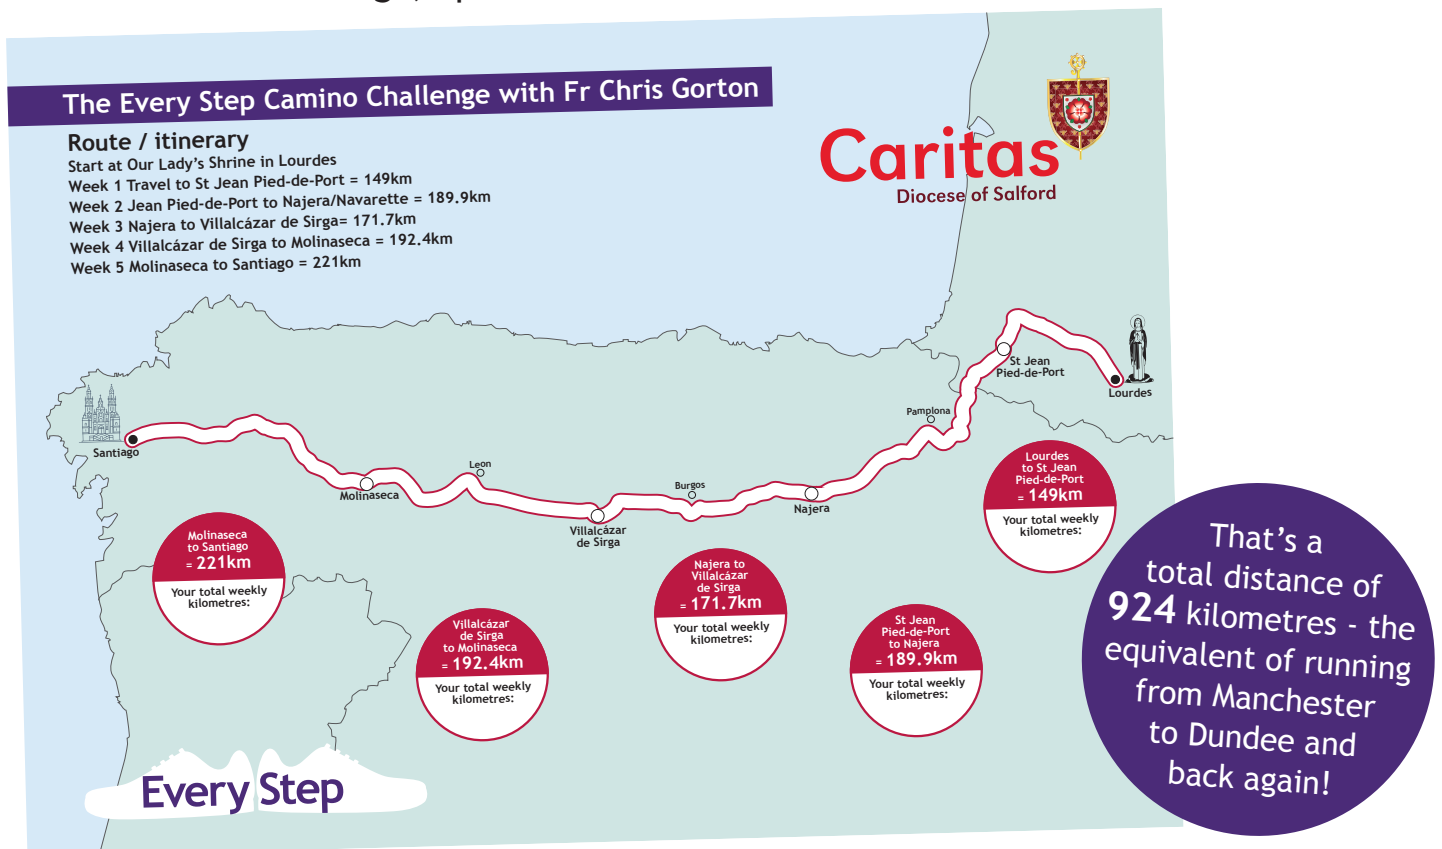 The Every Step Camino Challenge with Fr Chris Gorton
Route / itinerary
Start at Our Lady's Shrine in Lourdes
Week 1 Travel to St Jean Pied-de-Port = 149km
Week 2 Jean Pied-de-Port to Najera/Navarette = 189.9km
Week 3 Najera to Villalcázar de Sirga= 171.7km
Week 4 Villalcázar de Sirga to Molinaseca = 192.4km
Week 5 Molinaseca to Santiago = 221km
Caritas
Diocese of Salford
St Jean
Pied-de-Port
Lourdes
Pamplona
Santiago
Leon
Molinaseca
Burgos
Najera
Villalcázar
de Sirga
Lourdes
to St Jean
Pied-de-Port
= 149km
Your total weekly
kilometres:
Molinaseca
to Santiago
= 221km
Your total weekly
kilometres:
Najera to
Villalcázar
de Sirga
= 171.7km
Your total weekly
kilometres:
Villalcázar
de Sirga
to Molinaseca
= 192.4km
Your total weekly
kilometres:
St Jean
Pied-de-Port
to Najera
= 189.9km
Your total weekly
kilometres:
That's a
total distance of
924 kilometres - the
equivalent of running
from Manchester
to Dundee and
back again!
Every Step